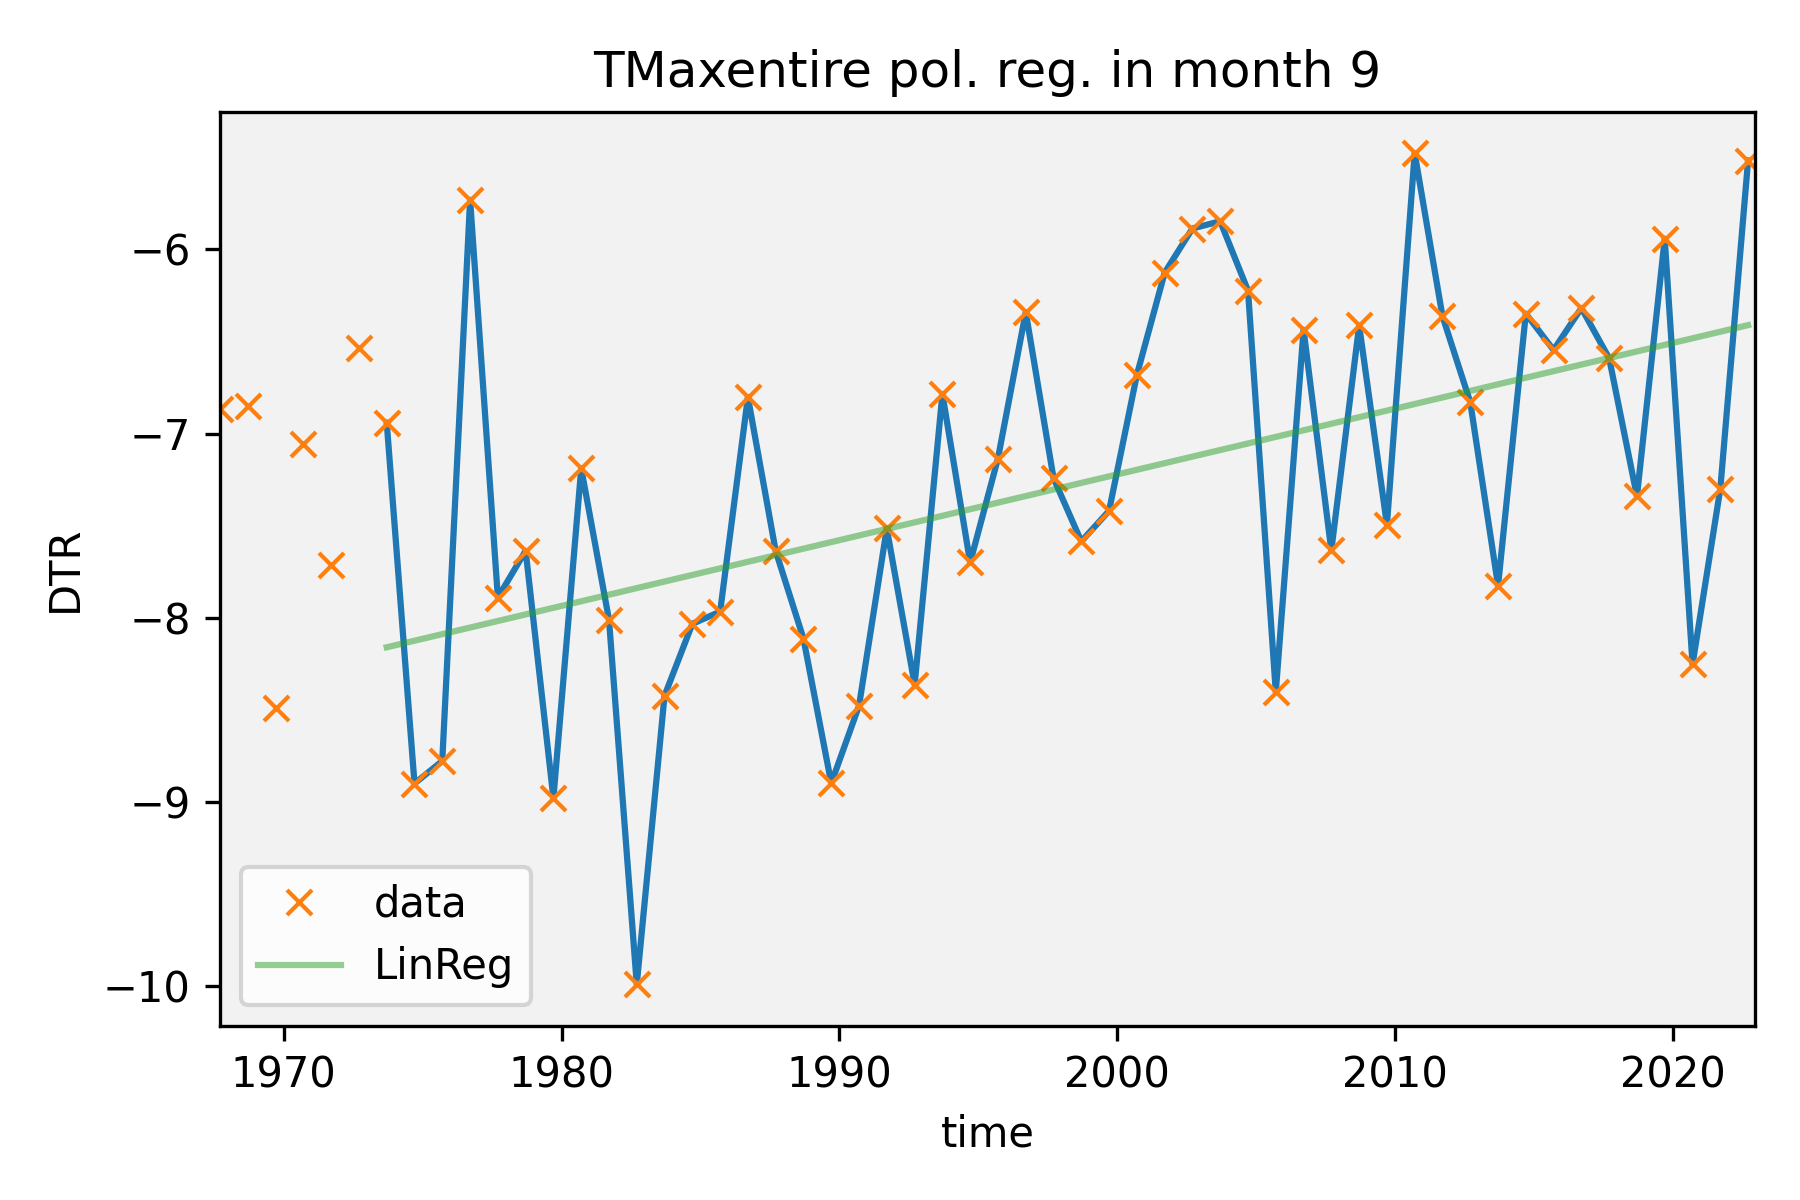 TMaxentire pol. reg. in month 9
DTR
−6
−7
−8
−9
−10
data
LinReg
1970 1980 1990 2000 2010 2020
time